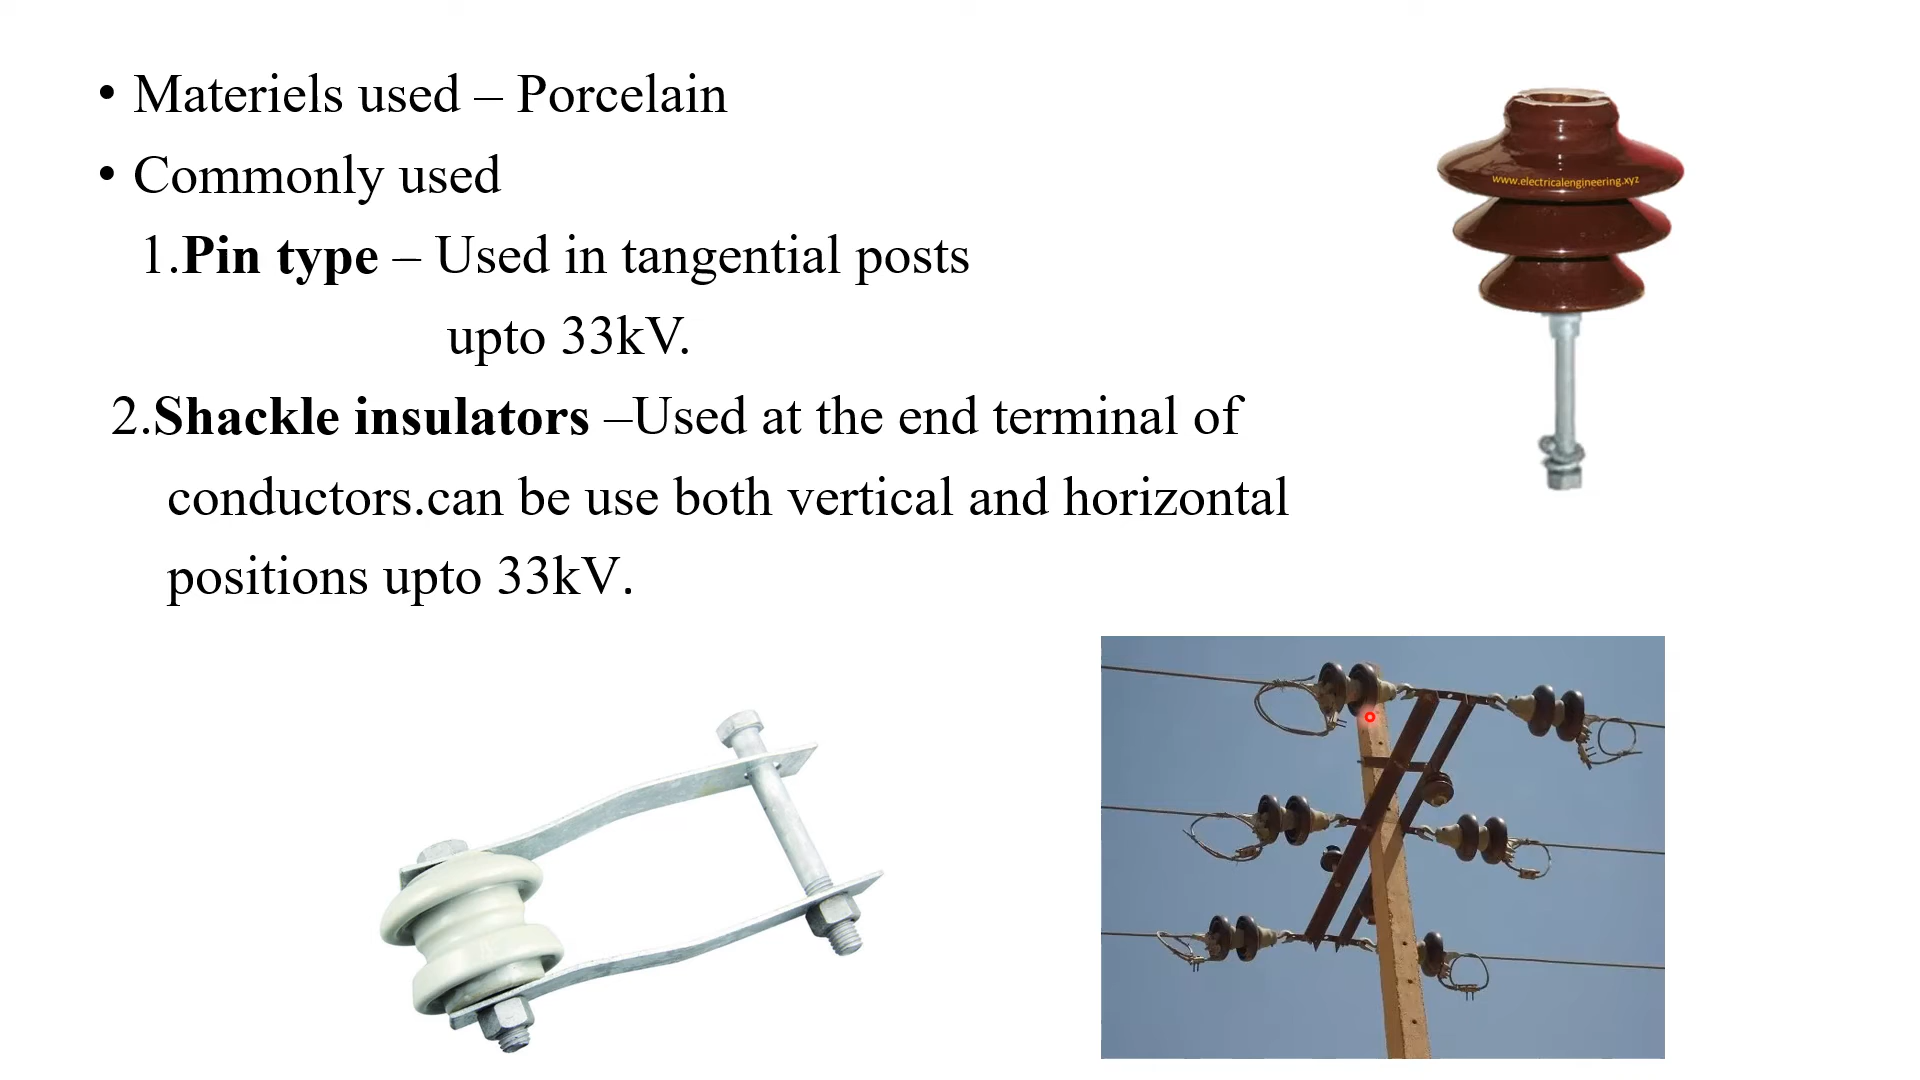 • Materiels used – Porcelain
• Commonly used
1.Pin type – Used in tangential posts
upto 33kV.
2.Shackle insulators –Used at the end terminal of
conductors.can be use both vertical and horizontal
positions upto 33kV.
www.electricalengineering.xyz